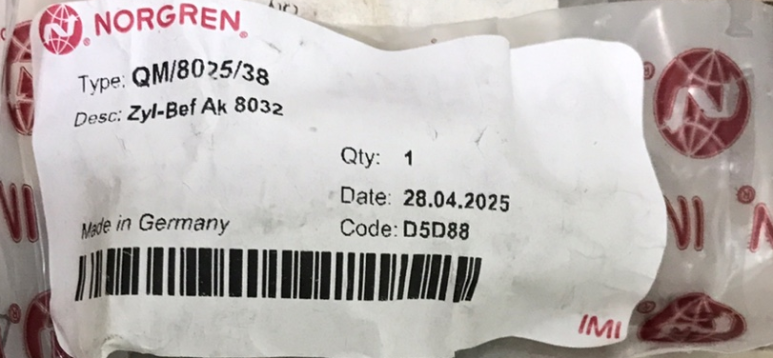 NORGREN®
Type: QM/8025/38
Desc: Zyl-Bef Ak 8032
Qty: 1
Date: 28.04.2025
Made in Germany
Code: D5D88
IMI